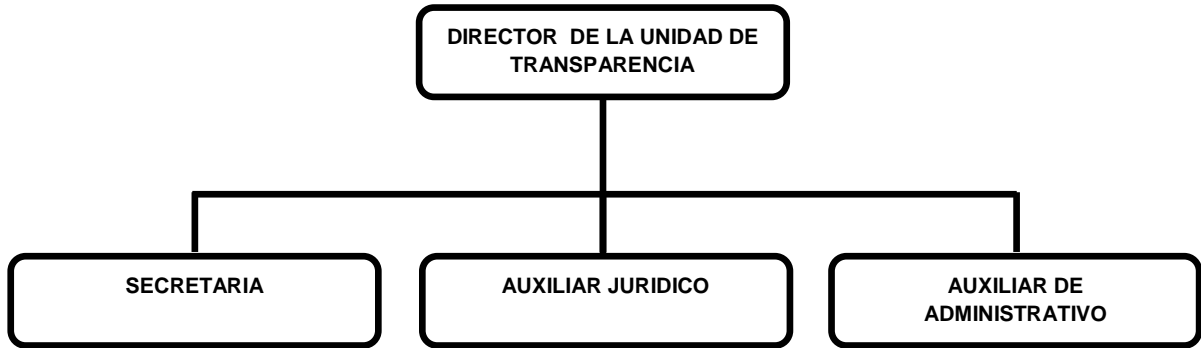 DIRECTOR DE LA UNIDAD DE
TRANSPARENCIA
SECRETARIA
AUXILIAR JURIDICO
AUXILIAR DE
ADMINISTRATIVO